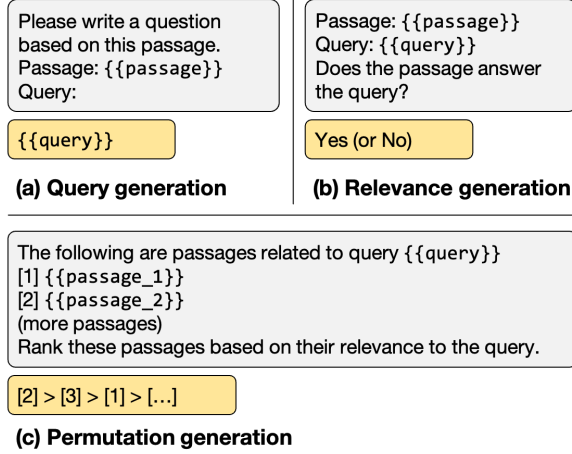 Please write a question
based on this passage.
Passage: {{passage}}
Query:
{{query}}
(a) Query generation
Passage: {{passage}}
Query: {{query}}
Does the passage answer
the query?
Yes (or No)
(b) Relevance generation
The following are passages related to query {{query}}
[1] {{passage_1}}
[2] {{passage_2}}
(more passages)
Rank these passages based on their relevance to the query.
[2] > [3] > [1] > [...]
(c) Permutation generation